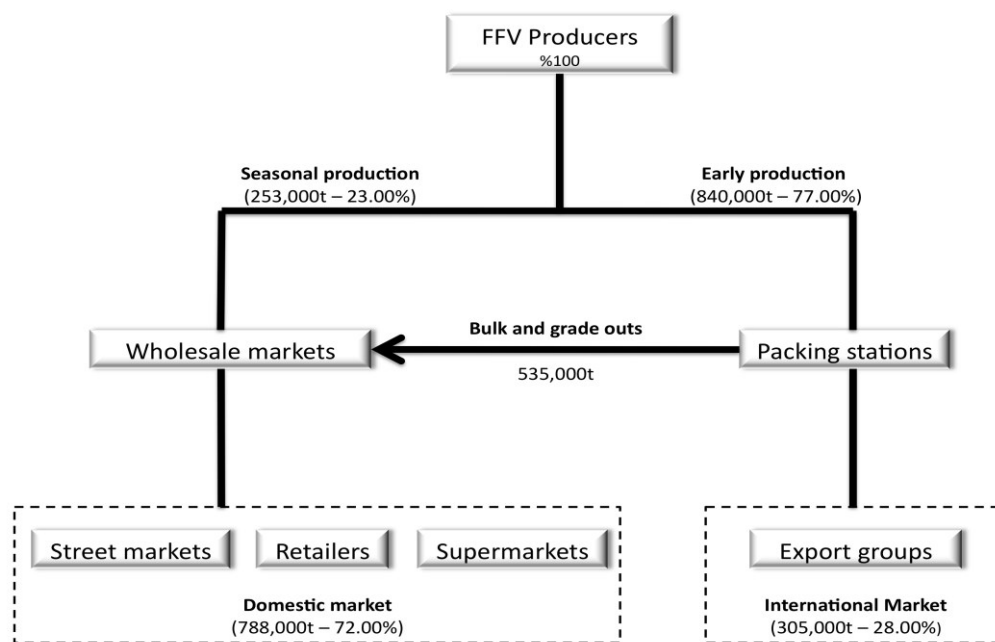 FFV Producers
%100
Seasonal production
(253,000t – 23.00%)
Early production
(840,000t – 77.00%)
Wholesale markets
Bulk and grade outs
535,000t
Packing stations
Street markets
Retailers
Supermarkets
Domestic market
(788,000t – 72.00%)
Export groups
International Market
(305,000t – 28.00%)